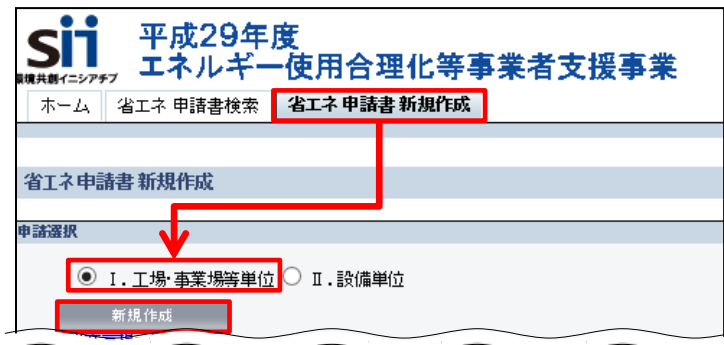 sii
環境共創イニシアチブ
平成29年度
エネルギー使用合理化等事業者支援事業
ホーム 省エネ 申請書検索 省エネ 申請書 新規作成
省エネ 申請書 新規作成
申請選択
Ⅰ.工場・事業場等単位 Ⅱ.設備単位
新規作成